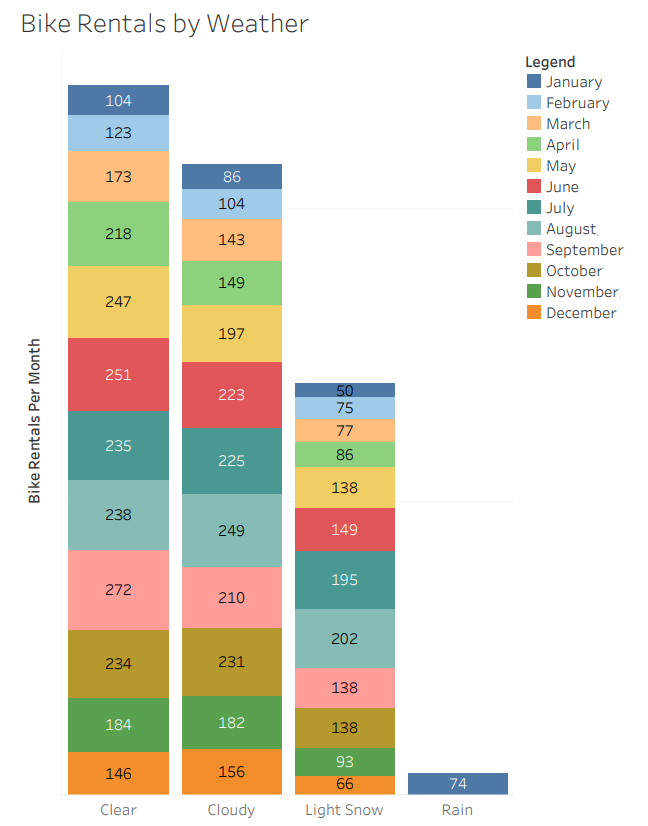 Bike Rentals by Weather
Legend
January
February
March
April
May
June
July
August
September
October
November
December
Bike Rentals Per Month
104
123
173
218
247
251
235
238
272
234
184
146
86
104
143
149
197
223
225
249
210
231
182
156
50
75
77
86
138
149
195
202
138
138
93
66
74
Clear
Cloudy
Light Snow
Rain